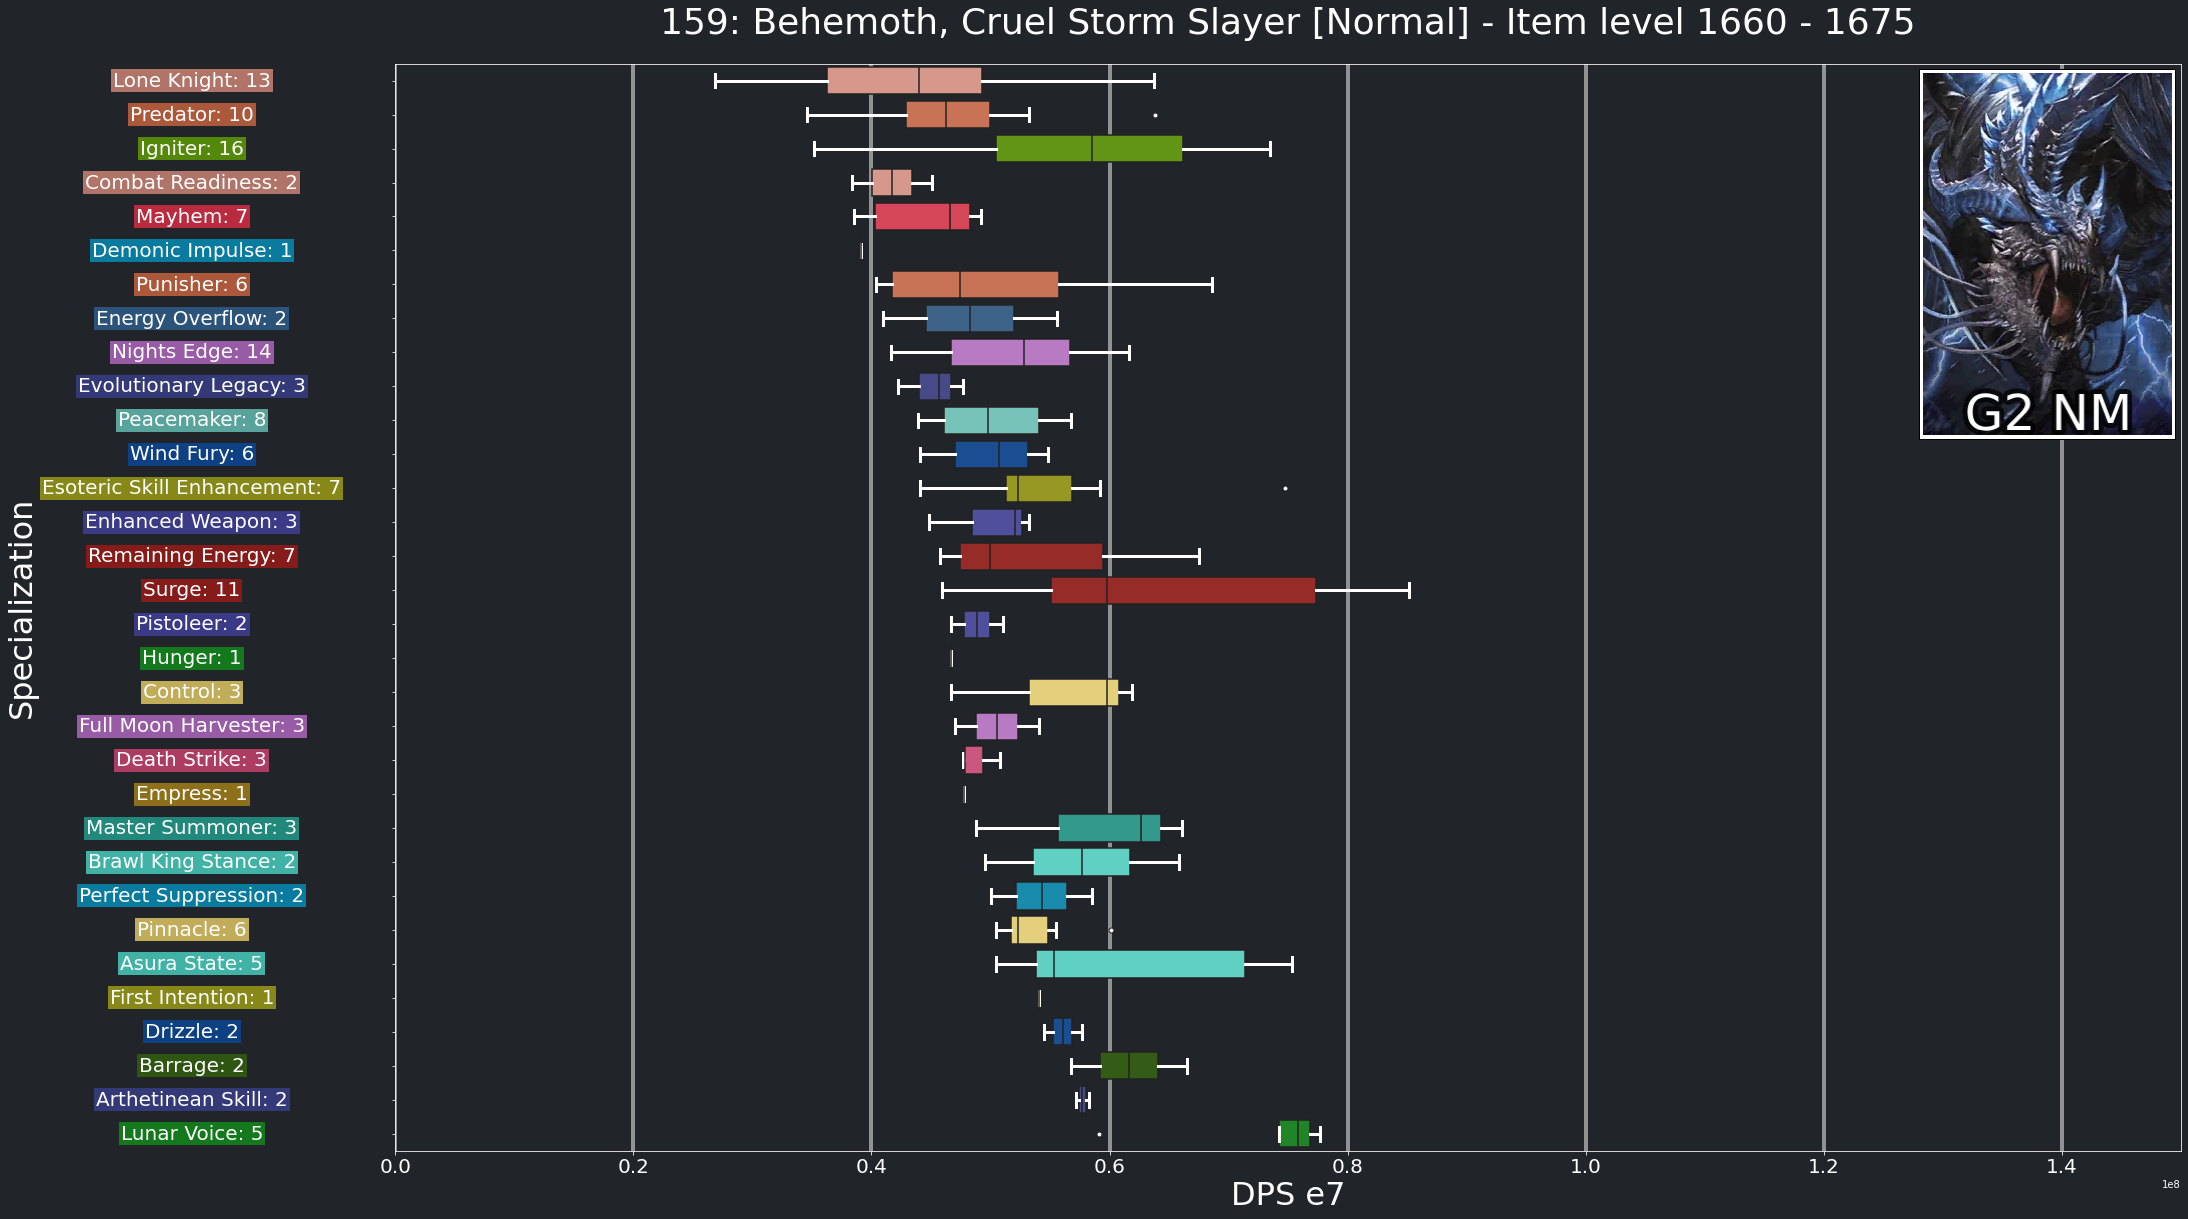 159: Behemoth, Cruel Storm Slayer [Normal] - Item level 1660 - 1675
Specialization
Lone Knight: 13
Predator: 10
Igniter: 16
Combat Readiness: 2
Mayhem: 7
Demonic Impulse: 1
Punisher: 6
Energy Overflow: 2
Nights Edge: 14
Evolutionary Legacy: 3
Peacemaker: 8
Wind Fury: 6
Esoteric Skill Enhancement: 7
Enhanced Weapon: 3
Remaining Energy: 7
Surge: 11
Pistoleer: 2
Hunger: 1
Control: 3
Full Moon Harvester: 3
Death Strike: 3
Empress: 1
Master Summoner: 3
Brawl King Stance: 2
Perfect Suppression: 2
Pinnacle: 6
Asura State: 5
First Intention: 1
Drizzle: 2
Barrage: 2
Arthetinean Skill: 2
Lunar Voice: 5
G2 NM
0.0 0.2 0.4 0.6 0.8 1.0 1.2 1.4
1e8
DPS e7